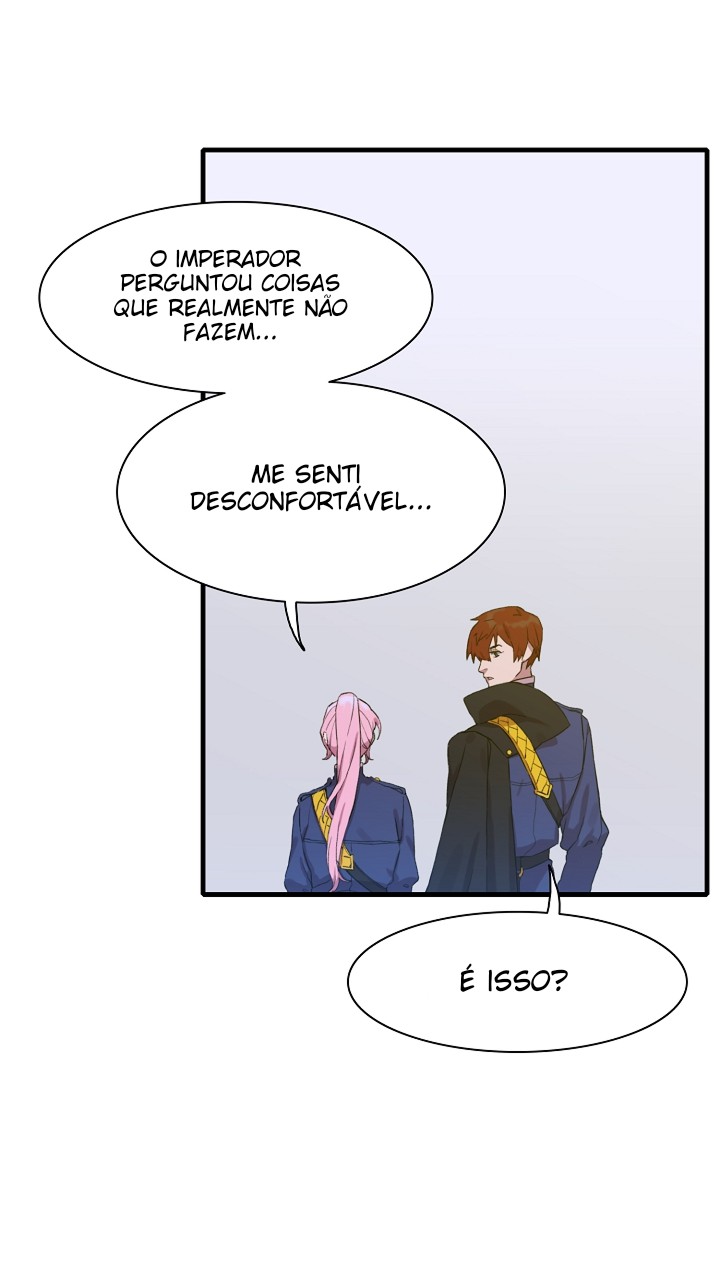 O IMPERADOR
PERGUNTOU COISAS
QUE REALMENTE NÃO
FAZEM...
ME SENTI
DESCONFORTÁVEL...
É ISSO?